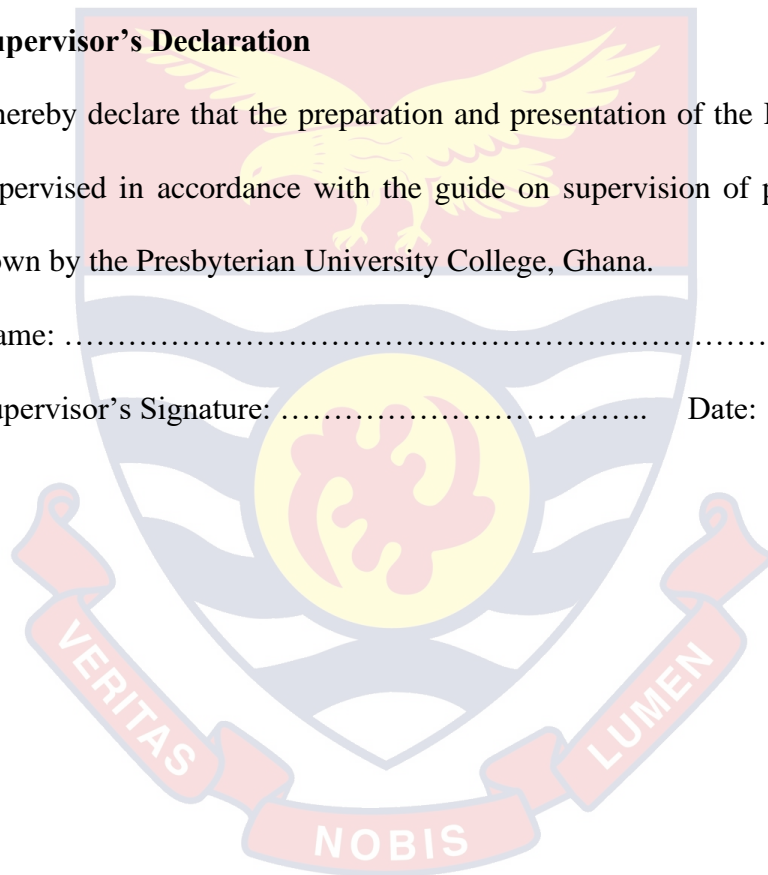 upervisor’s Declaration
hereby declare that the preparation and presentation of the
upervised in accordance with the guide on supervision of p
own by the Presbyterian University College, Ghana.
ame: ……………………………………………………………………
upervisor’s Signature: ……………………………….. Date:
VERITAS
NOBIS
LUMEN